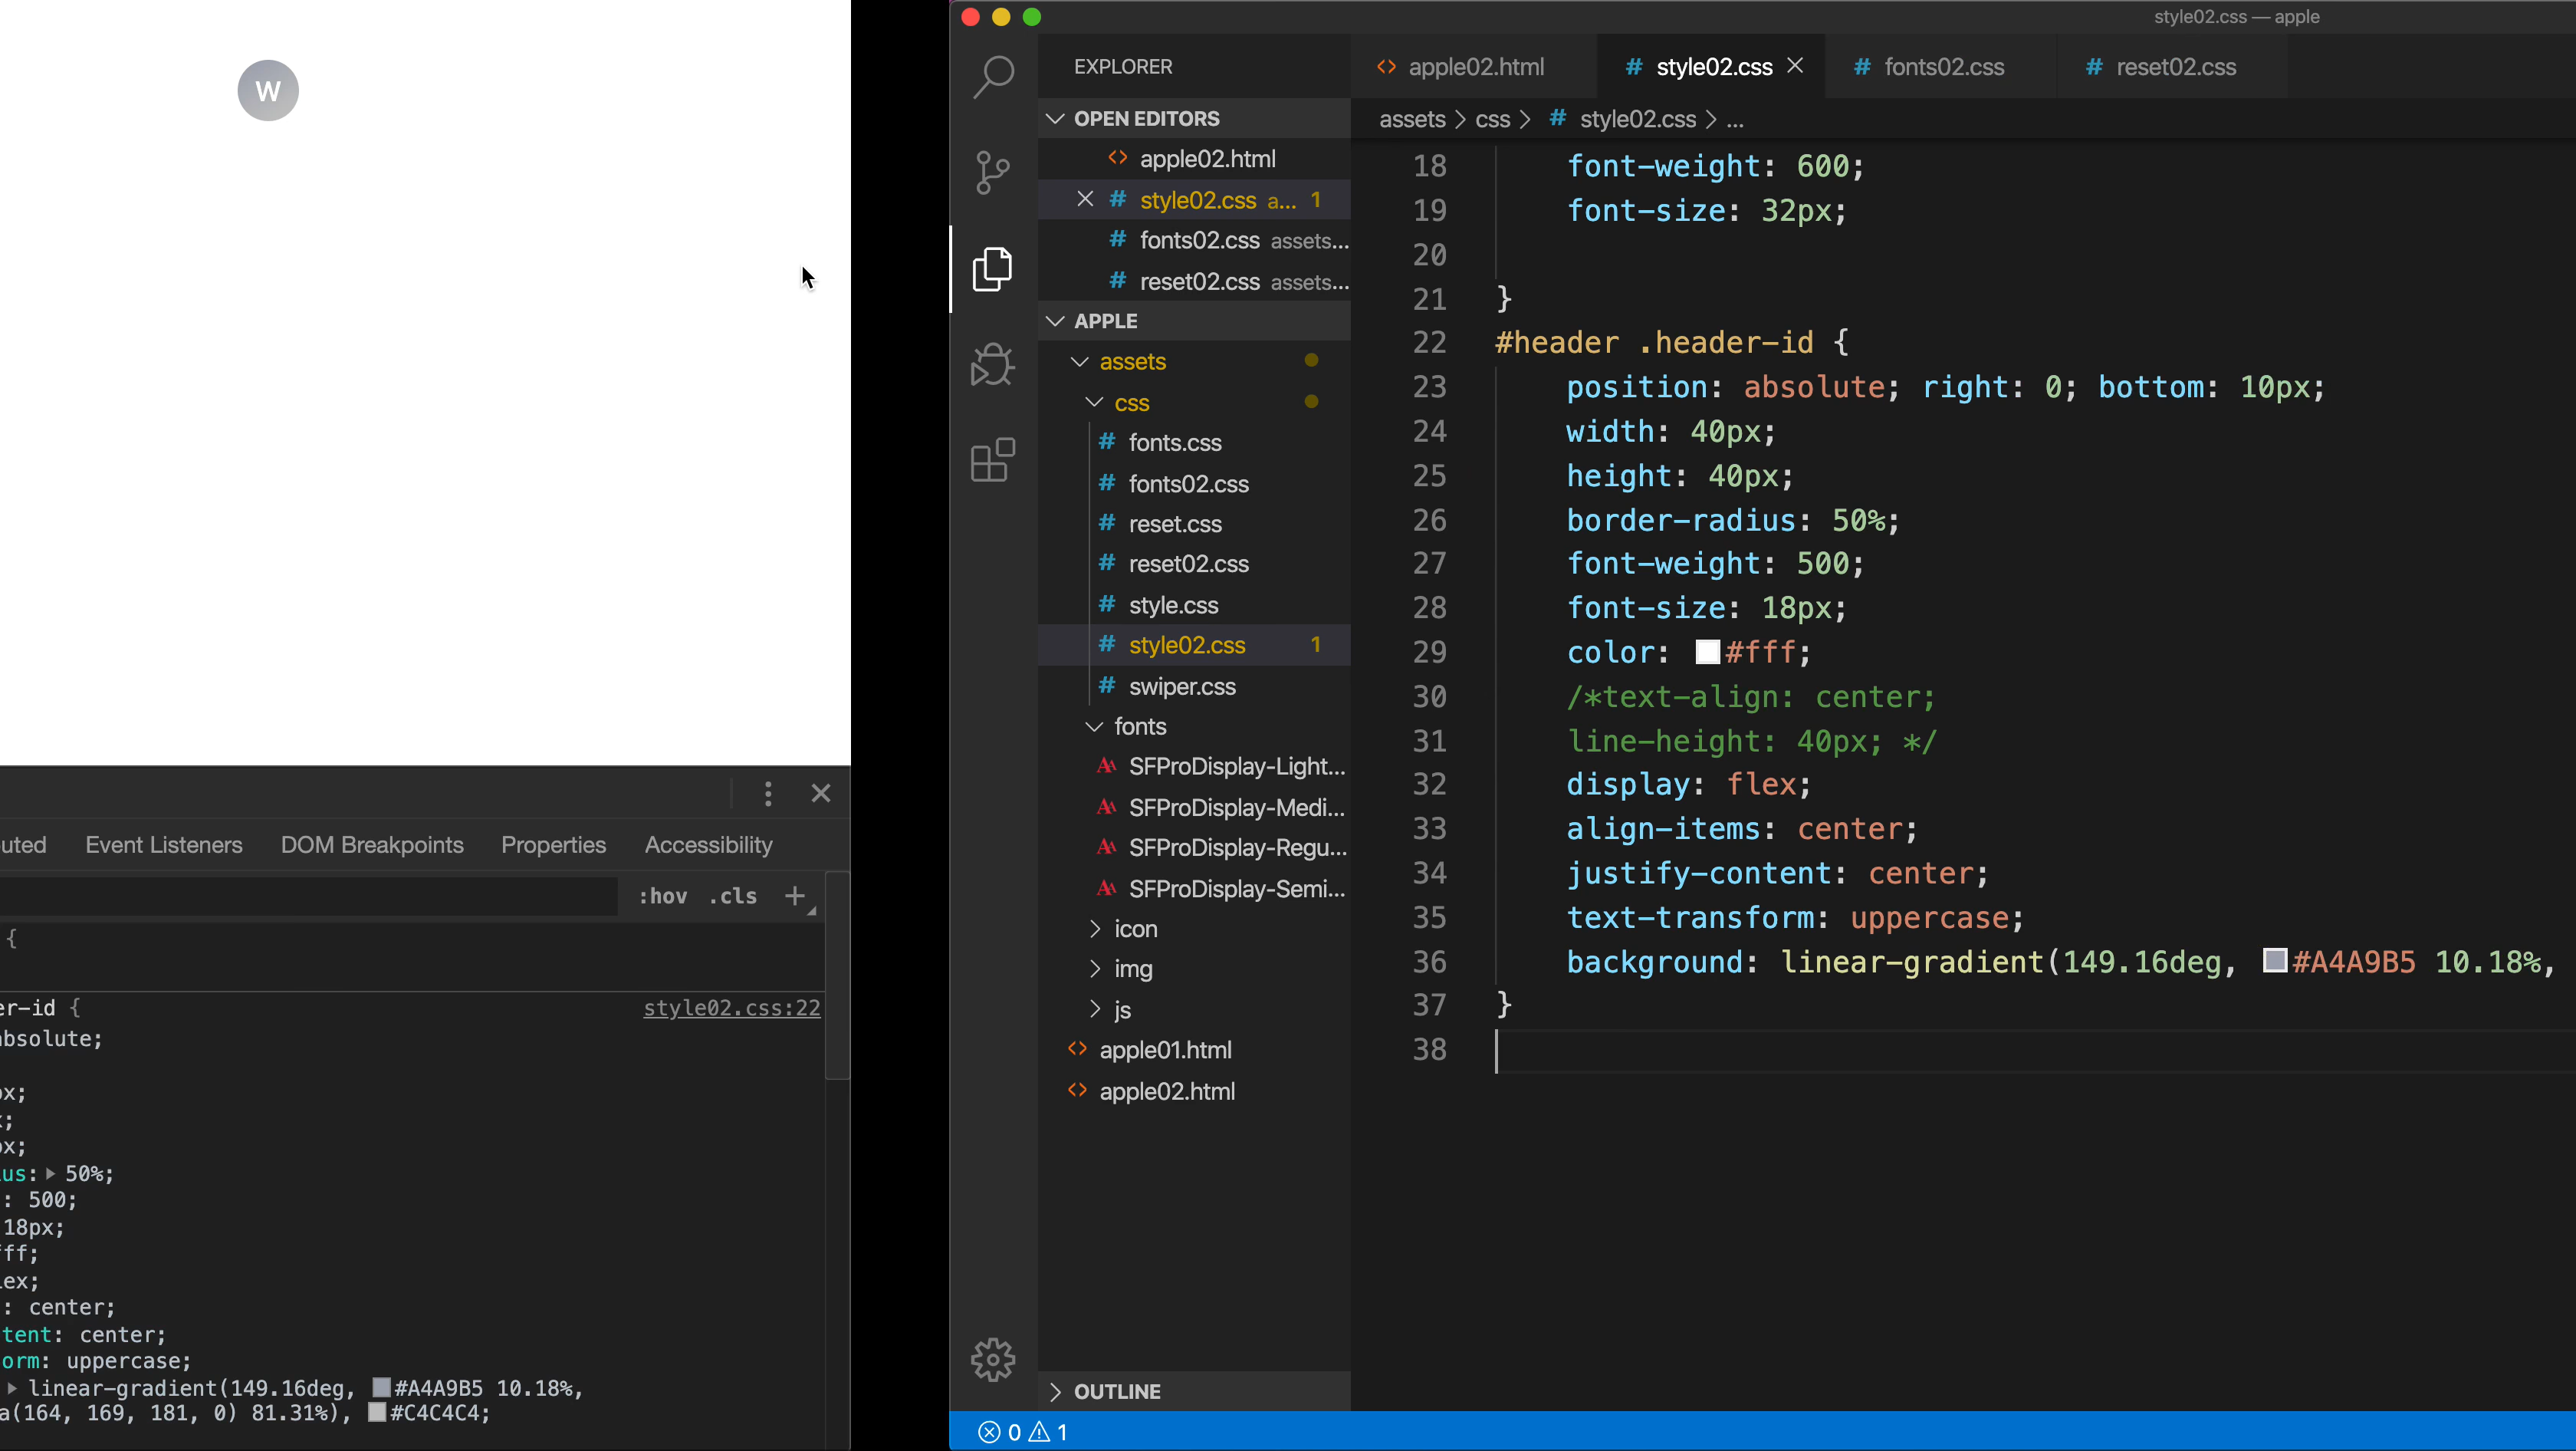 W
uted Event Listeners DOM Breakpoints Properties Accessibility
:hov .cls +
{
er-id { style02.css:22
absolute;
px;
x;
px;
us: 50%;
: 500;
18px;
ff;
lex;
: center;
tent: center;
orm: uppercase;
linear-gradient(149.16deg, #A4A9B5 10.18%,
a(164, 169, 181, 0) 81.31%), #C4C4C4;
style02.css — apple
EXPLORER
OPEN EDITORS
apple02.html
style02.css a... 1
fonts02.css assets...
reset02.css assets...
APPLE
assets
css
fonts.css
fonts02.css
reset.css
reset02.css
style.css
style02.css 1
swiper.css
fonts
SFProDisplay-Light...
SFProDisplay-Medi...
SFProDisplay-Regu...
SFProDisplay-Semi...
icon
img
js
apple01.html
apple02.html
OUTLINE
0 1
apple02.html # style02.css # fonts02.css # reset02.css
assets > css > # style02.css > ...
18 font-weight: 600;
19 font-size: 32px;
20
21 }
22 #header .header-id {
23 position: absolute; right: 0; bottom: 10px;
24 width: 40px;
25 height: 40px;
26 border-radius: 50%;
27 font-weight: 500;
28 font-size: 18px;
29 color: #fff;
30 /*text-align: center;
31 line-height: 40px; */
32 display: flex;
33 align-items: center;
34 justify-content: center;
35 text-transform: uppercase;
36 background: linear-gradient(149.16deg, #A4A9B5 10.18%,
37 }
38